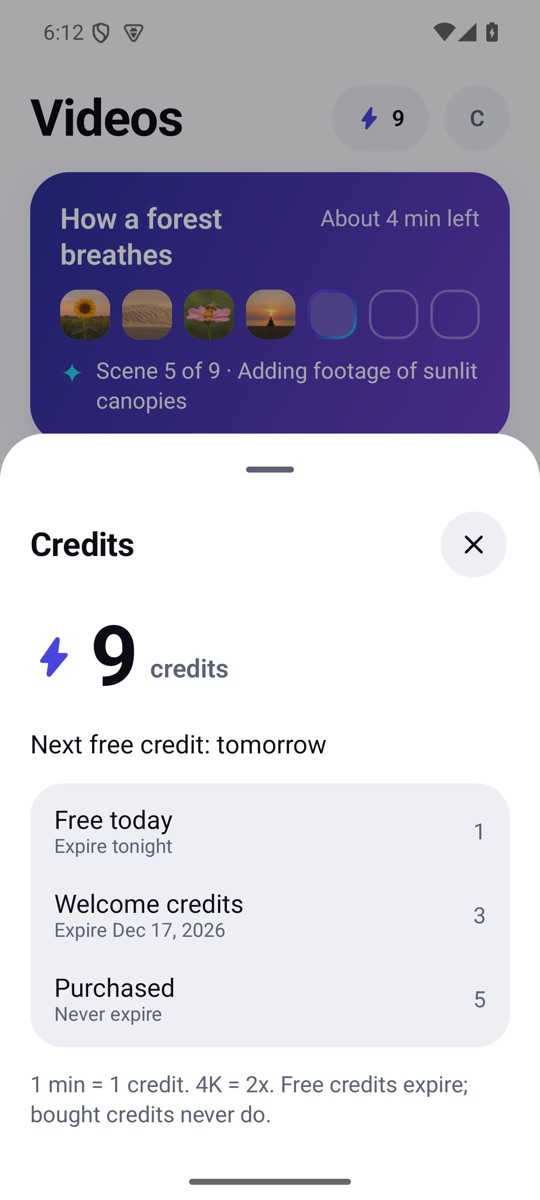 6:12
Videos
9
C
How a forest
breathes
About 4 min left
Scene 5 of 9 · Adding footage of sunlit
canopies
Credits
9 credits
Next free credit: tomorrow
Free today
Expire tonight
1
Welcome credits
Expire Dec 17, 2026
3
Purchased
Never expire
5
1 min = 1 credit. 4K = 2x. Free credits expire;
bought credits never do.